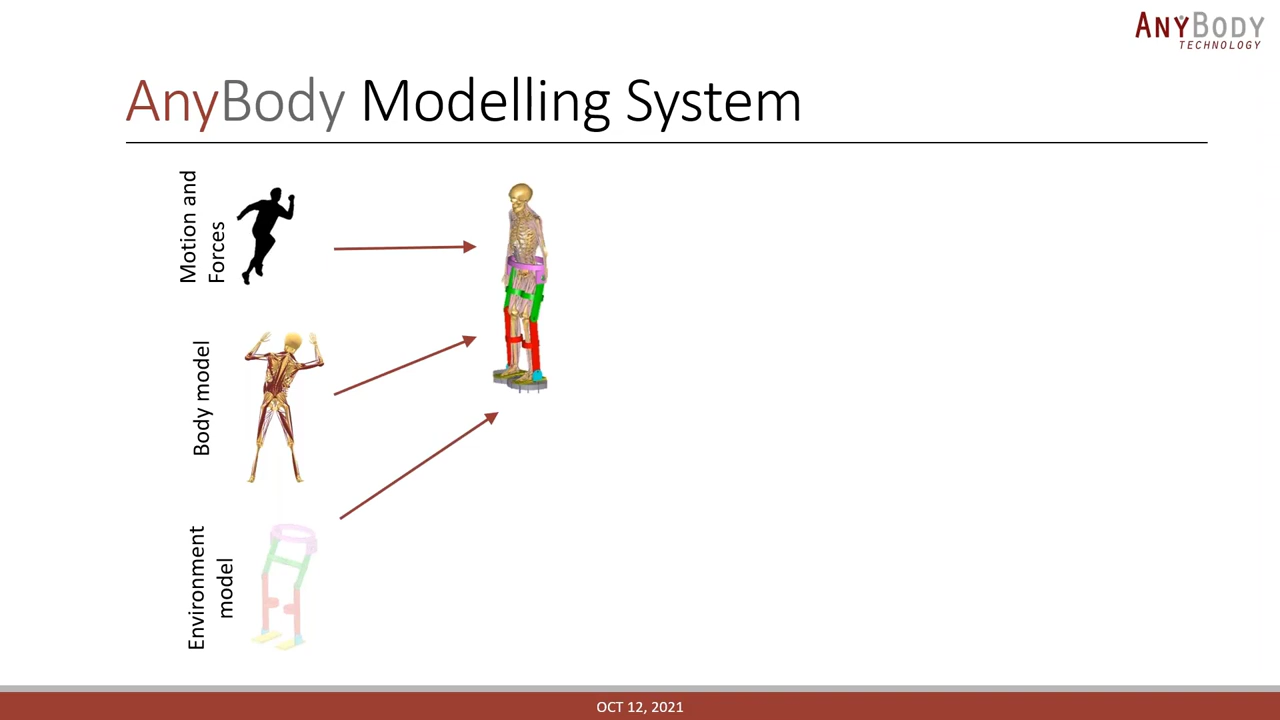 ANYBODY
TECHNOLOGY
AnyBody Modelling System
Motion and
Forces
Body model
Environment
model
OCT 12, 2021